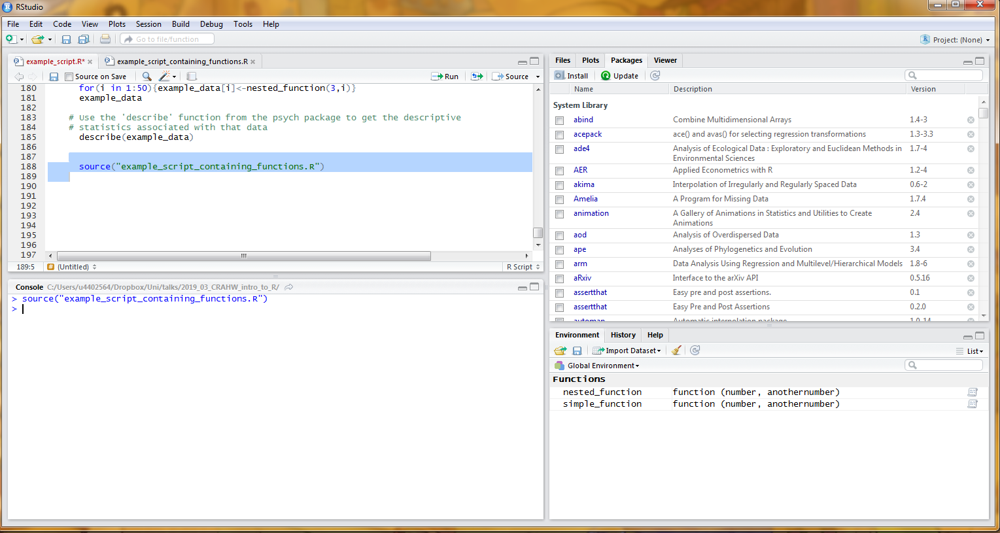 RStudio
File Edit Code View Plots Session Build Debug Tools Help
Go to file/function
Project: (None)
example_script.R*
example_script_containing_functions.R
Source on Save
Run
Source
180 for(i in 1:50){example_data[i]<-nested_function(3,i)}
181 example_data
182
183 # Use the 'describe' function from the psych package to get the descriptive
184 # statistics associated with that data
185 describe(example_data)
186
187
188 source("example_script_containing_functions.R")
189
190
191
192
193
194
195
196
197
189:5 # (Untitled) R Script
Console C:/Users/u4402564/Dropbox/Uni/talks/2019_03_CRAHW_intro_to_R/
> source("example_script_containing_functions.R")
>
Files Plots Packages Viewer
Install Update
Name Description Version
System Library
abind Combine Multidimensional Arrays 1.4-3
acepack ace() and avas() for selecting regression transformations 1.3-3.3
ade4 Analysis of Ecological Data : Exploratory and Euclidean Methods in 1.7-4
Environmental Sciences
AER Applied Econometrics with R 1.2-4
akima Interpolation of Irregularly and Regularly Spaced Data 0.6-2
Amelia A Program for Missing Data 1.7.4
animation A Gallery of Animations in Statistics and Utilities to Create 2.4
Animations
aod Analysis of Overdispersed Data 1.3
ape Analyses of Phylogenetics and Evolution 3.4
arm Data Analysis Using Regression and Multilevel/Hierarchical Models 1.8-6
aRxiv Interface to the arXiv API 0.5.16
assertthat Easy pre and post assertions. 0.1
assertthat Easy Pre and Post Assertions 0.2.0
automap Automatic interpolation package 1.0-14
Environment History Help
Import Dataset List
Global Environment
Functions
nested_function function (number, anothernumber)
simple_function function (number, anothernumber)